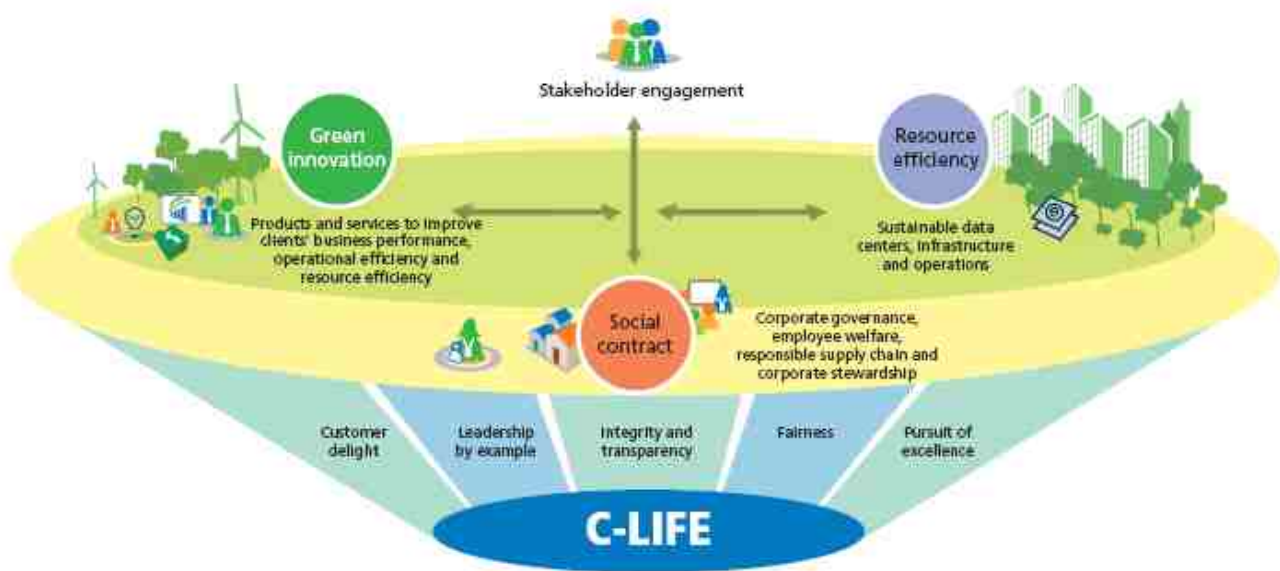 Stakeholder engagement
Green
innovation
Resource
efficiency
Products and services to improve
clients' business performance,
operational efficiency and
resource efficiency
Sustainable data
centers, infrastructure
and operations
Social
contract
Corporate governance,
employee welfare,
responsible supply chain and
corporate stewardship
Customer
delight
Leadership
by example
Integrity and
transparency
Fairness
Pursuit of
excellence
C-LIFE